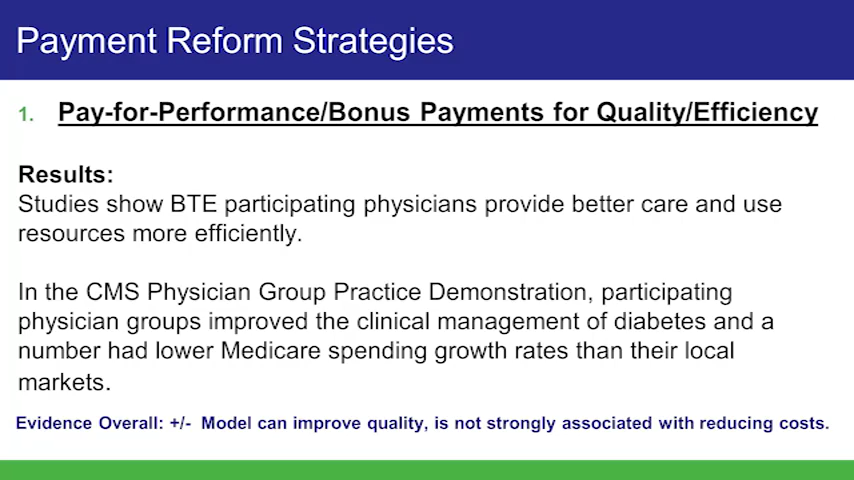 Payment Reform Strategies
1. Pay-for-Performance/Bonus Payments for Quality/Efficiency
Results:
Studies show BTE participating physicians provide better care and use
resources more efficiently.
In the CMS Physician Group Practice Demonstration, participating
physician groups improved the clinical management of diabetes and a
number had lower Medicare spending growth rates than their local
markets.
Evidence Overall: +/- Model can improve quality, is not strongly associated with reducing costs.